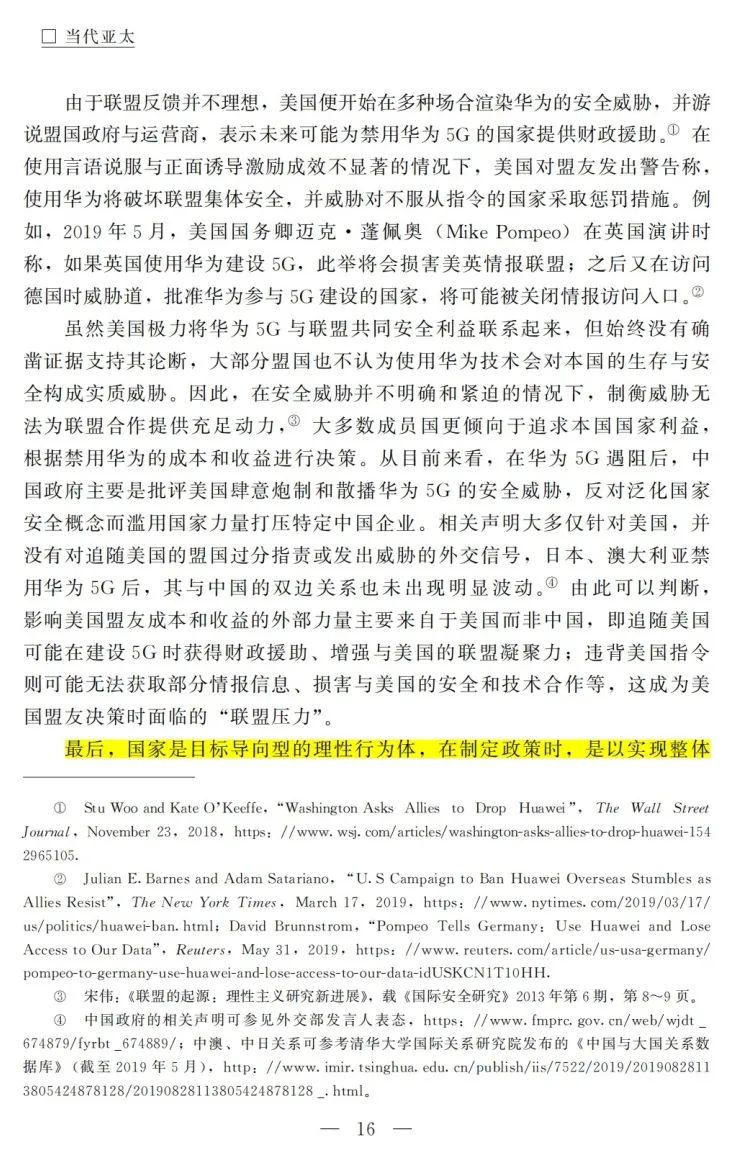 □ 当代亚太
由于联盟反馈并不理想，美国便开始在多种场合渲染华为的安全威胁，并游
说盟国政府与运营商，表示未来可能为禁用华为 5G 的国家提供财政援助。① 在
使用言语说服与正面诱导激励成效不显著的情况下，美国对盟友发出警告称，
使用华为将破坏联盟集体安全，并威胁对不服从指令的国家采取惩罚措施。例
如，2019 年 5 月，美国国务卿迈克·蓬佩奥（Mike Pompeo）在英国演讲时
称，如果英国使用华为建设 5G，此举将会损害美英情报联盟；之后又在访问
德国时威胁道，批准华为参与 5G 建设的国家，将可能被关闭情报访问入口。②
虽然美国极力将华为 5G 与联盟共同安全利益联系起来，但始终没有确
凿证据支持其论断，大部分盟国也不认为使用华为技术会对本国的生存与安
全构成实质威胁。因此，在安全威胁并不明确和紧迫的情况下，制衡威胁无
法为联盟合作提供充足动力，③ 大多数成员国更倾向于追求本国国家利益，
根据禁用华为的成本和收益进行决策。从目前来看，在华为 5G 遇阻后，中
国政府主要是批评美国肆意炮制和散播华为 5G 的安全威胁，反对泛化国家
安全概念而滥用国家力量打压特定中国企业。相关声明大多仅针对美国，并
没有对追随美国的盟国过分指责或发出威胁的外交信号，日本、澳大利亚禁
用华为 5G 后，其与中国的双边关系也未出现明显波动。④ 由此可以判断，
影响美国盟友成本和收益的外部力量主要来自于美国而非中国，即追随美国
可能在建设 5G 时获得财政援助、增强与美国的联盟凝聚力；违背美国指令
则可能无法获取部分情报信息、损害与美国的安全和技术合作等，这成为美
国盟友决策时面临的“联盟压力”。
最后，国家是目标导向型的理性行为体，在制定政策时，是以实现整体
① Stu Woo and Kate O’Keeffe, “Washington Asks Allies to Drop Huawei”, The Wall Street
Journal, November 23, 2018, https: //www. wsj. com/articles/washington-asks-allies-to-drop-huawei-154
2965105.
② Julian E. Barnes and Adam Satariano, “U. S Campaign to Ban Huawei Overseas Stumbles as
Allies Resist”, The New York Times, March 17, 2019, https: //www. nytimes. com/2019/03/17/
us/politics/huawei-ban. html; David Brunnstrom, “Pompeo Tells Germany: Use Huawei and Lose
Access to Our Data”, Reuters, May 31, 2019, https: //www. reuters. com/article/us-usa-germany/
pompeo-to-germany-use-huawei-and-lose-access-to-our-data-idUSKCN1T10HH.
③ 宋伟：《联盟的起源：理性主义研究新进展》，载《国际安全研究》2013 年第 6 期，第 8～9 页。
④ 中国政府的相关声明可参见外交部发言人表态，https: //www. fmprc. gov. cn/web/wjdt _
674879/fyrbt _674889/；中澳、中日关系可参考清华大学国际关系研究院发布的《中国与大国关系数
据库》（截至 2019 年 5 月），http: //www. imir. tsinghua. edu. cn/publish/iis/7522/2019/2019082811
3805424878128/20190828113805424878128 _. html。
— 16 —